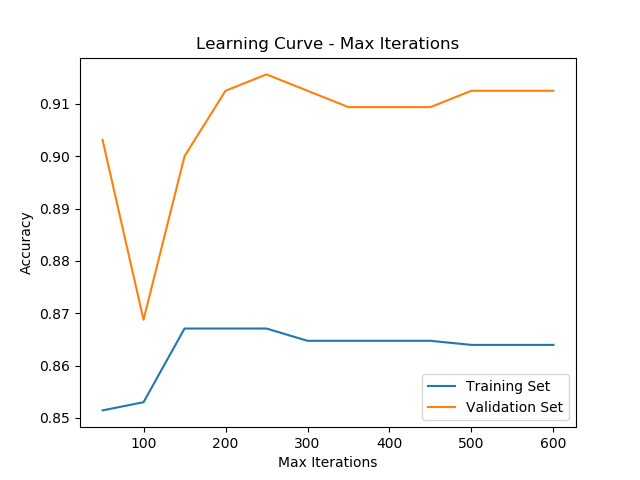 Learning Curve - Max Iterations
Accuracy
0.91
0.90
0.89
0.88
0.87
0.86
0.85
100 200 300 400 500 600
Max Iterations
Training Set
Validation Set